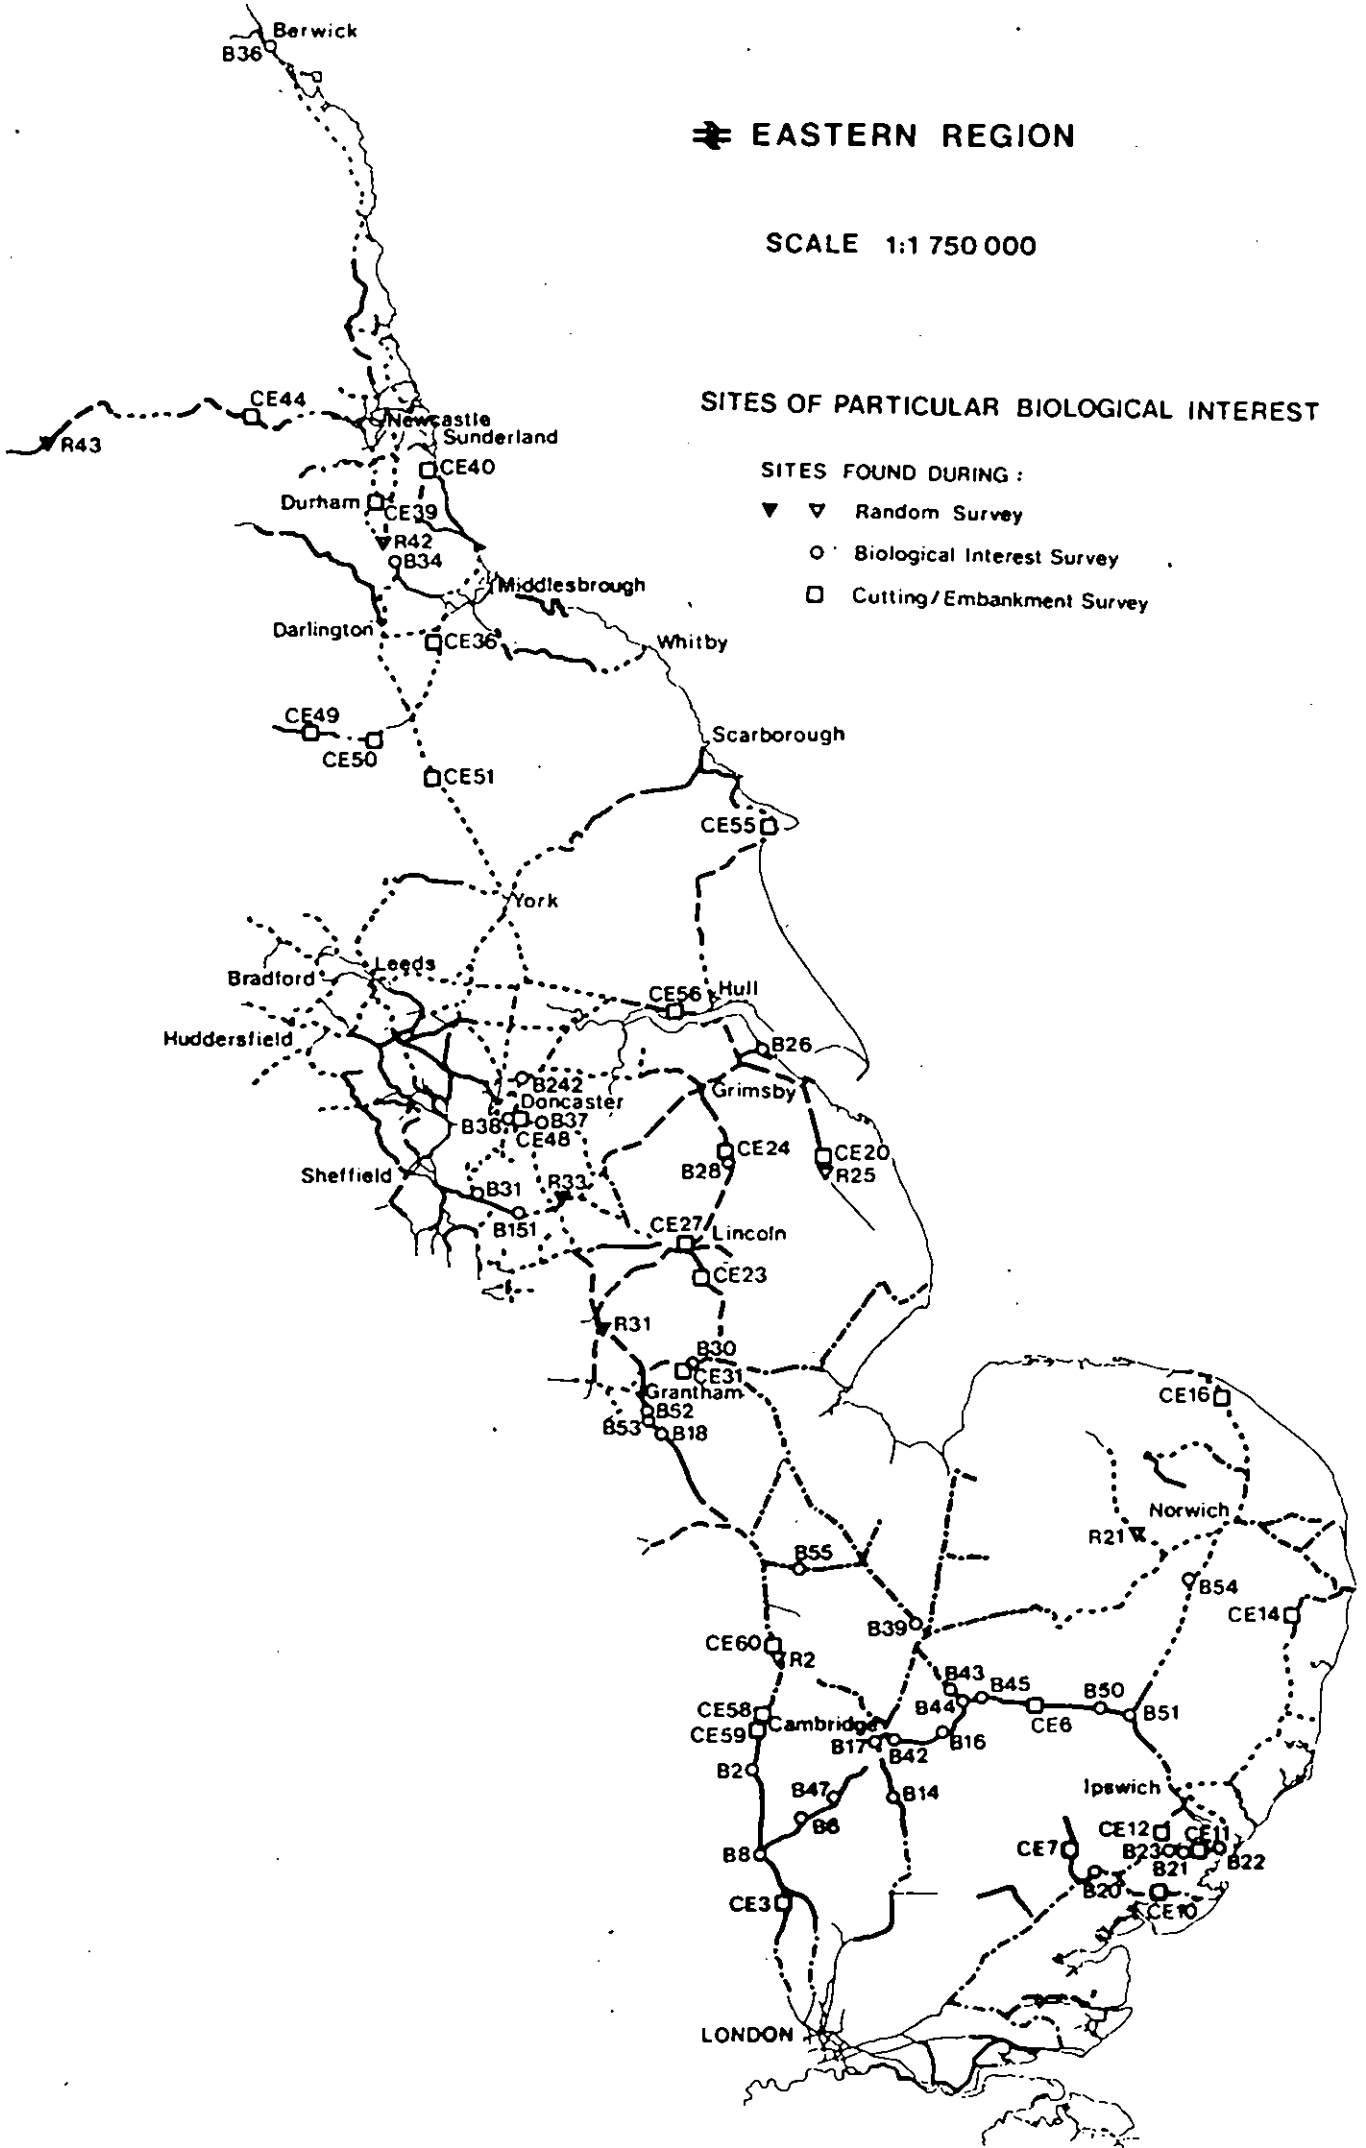 Berwick
B36
EASTERN REGION
SCALE 1:1 750 000
SITES OF PARTICULAR BIOLOGICAL INTEREST
SITES FOUND DURING :
Random Survey
Biological Interest Survey
Cutting/Embankment Survey
CE44
R43
Newcastle
Sunderland
CE40
Durham
CE39
R42
B34
Middlesbrough
Darlington
CE36
Whitby
CE49
CE50
Scarborough
CE51
CE55
York
Leeds
Bradford
CE56
Hull
Huddersfield
B26
B242
Grimsby
Doncaster
B38
B37
CE48
CE24
CE20
B28
R25
Sheffield
B31
R33
B151
CE27
Lincoln
CE23
R31
B30
CE31
Grantham
CE16
B52
B53
B18
Norwich
R21
B55
B54
CE14
B39
CE60
R2
B43
B45
B44
B50
CE6
B51
CE58
Cambridge
CE59
B17
B42
B16
B2
Ipswich
B47
B14
B6
CE12
CE11
B8
CE7
B23
B21
B22
B20
CE3
CE10
LONDON